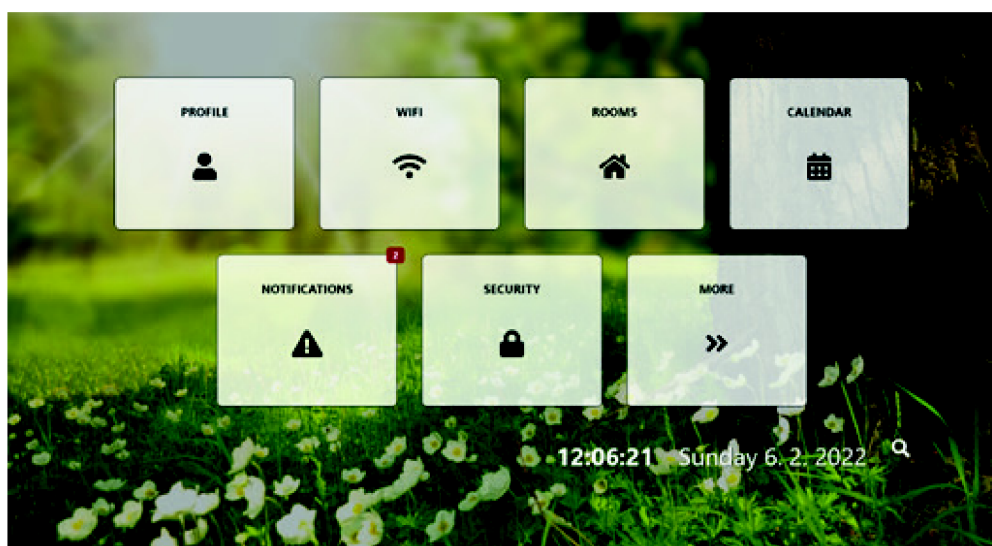 PROFILE
WIFI
ROOMS
CALENDAR
2
NOTIFICATIONS
SECURITY
MORE
12:06:21 Sunday 6. 2. 2022